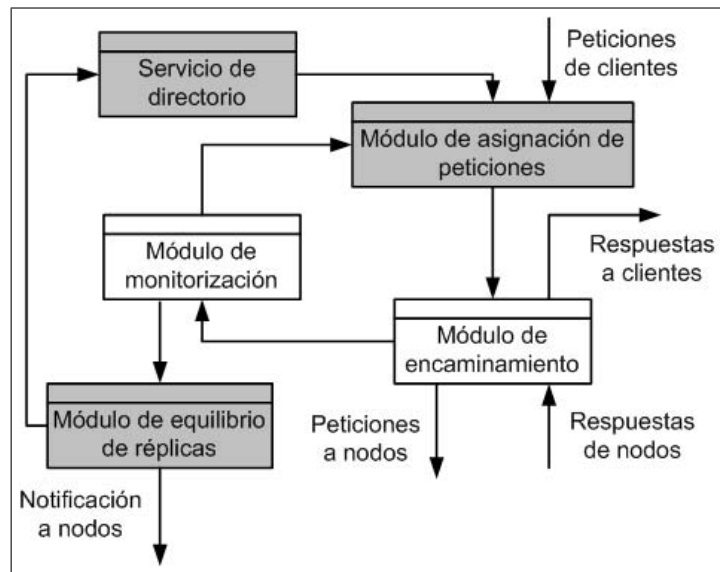 Servicio de
directorio
Peticiones
de clientes
Módulo de asignación de
peticiones
Módulo de
monitorización
Respuestas
a clientes
Módulo de
encaminamiento
Módulo de equilibrio
de réplicas
Peticiones
a nodos
Respuestas
de nodos
Notificación
a nodos